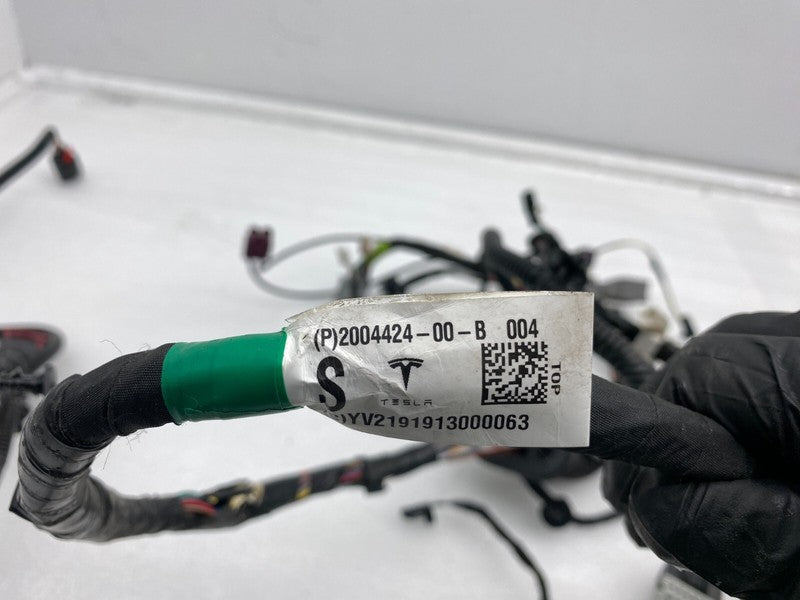 (P)2004424-00-B 004
S TESLA TOP
)YV2191913000063